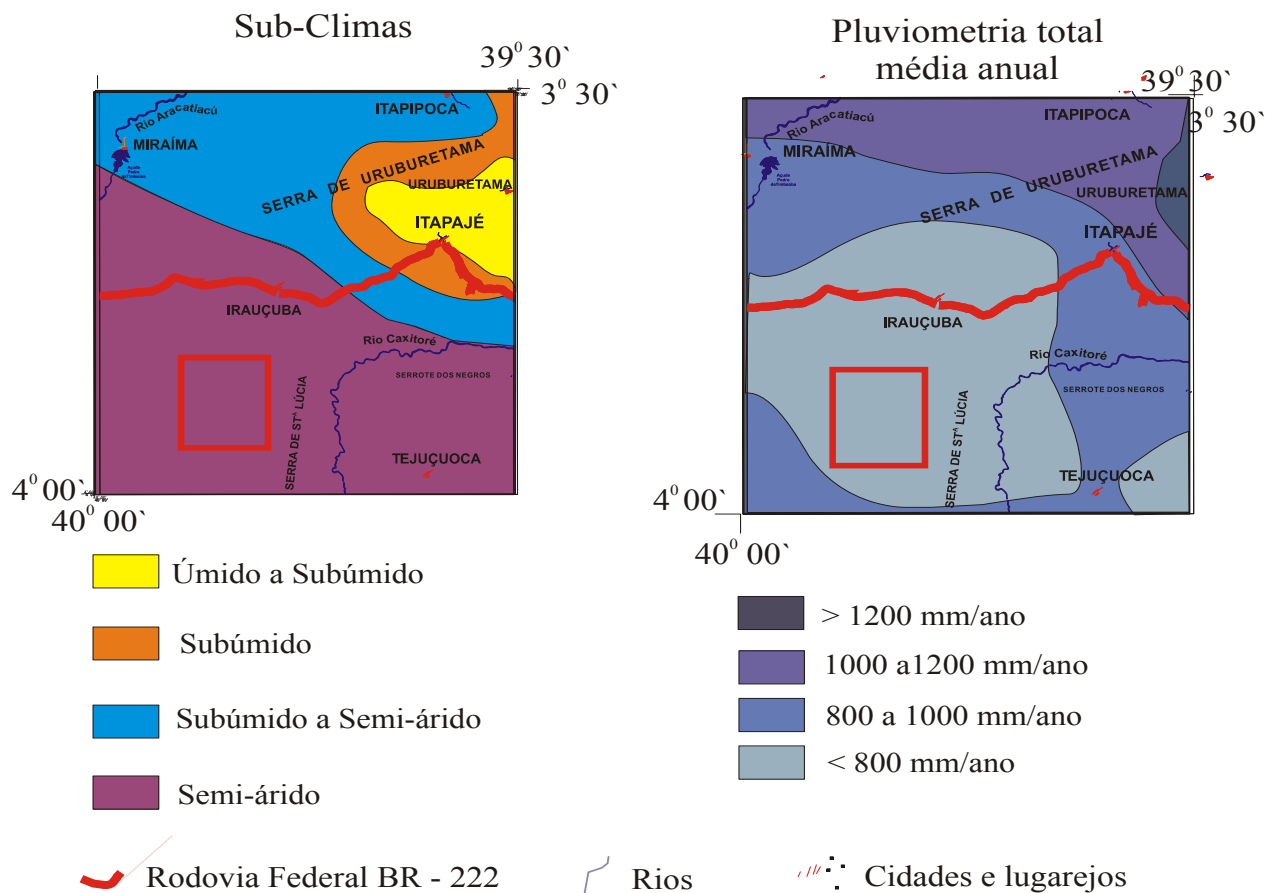 Sub-Climas
39⁰ 30`
3⁰ 30`
ITAPIPOCA
Rio Aracatiacú
MIRAÍMA
Açude
Pedro
SERRA DE URUBURETAMA
URUBURETAMA
ITAPAJÉ
IRAUÇUBA
Rio Caxitoré
SERROTE DOS NEGROS
SERRA DE STᴬ LÚCIA
TEJUÇUOCA
4⁰ 00`
40⁰ 00`
Úmido a Subúmido
Subúmido
Subúmido a Semi-árido
Semi-árido
Pluviometria total
média anual
39⁰ 30`
3⁰ 30`
ITAPIPOCA
Rio Aracatiacú
MIRAÍMA
Açude
Pedro
SERRA DE URUBURETAMA
URUBURETAMA
ITAPAJÉ
IRAUÇUBA
Rio Caxitoré
SERROTE DOS NEGROS
SERRA DE STᴬ LÚCIA
TEJUÇUOCA
4⁰ 00`
40⁰ 00`
> 1200 mm/ano
1000 a1200 mm/ano
800 a 1000 mm/ano
< 800 mm/ano
Rodovia Federal BR - 222
Rios
Cidades e lugarejos